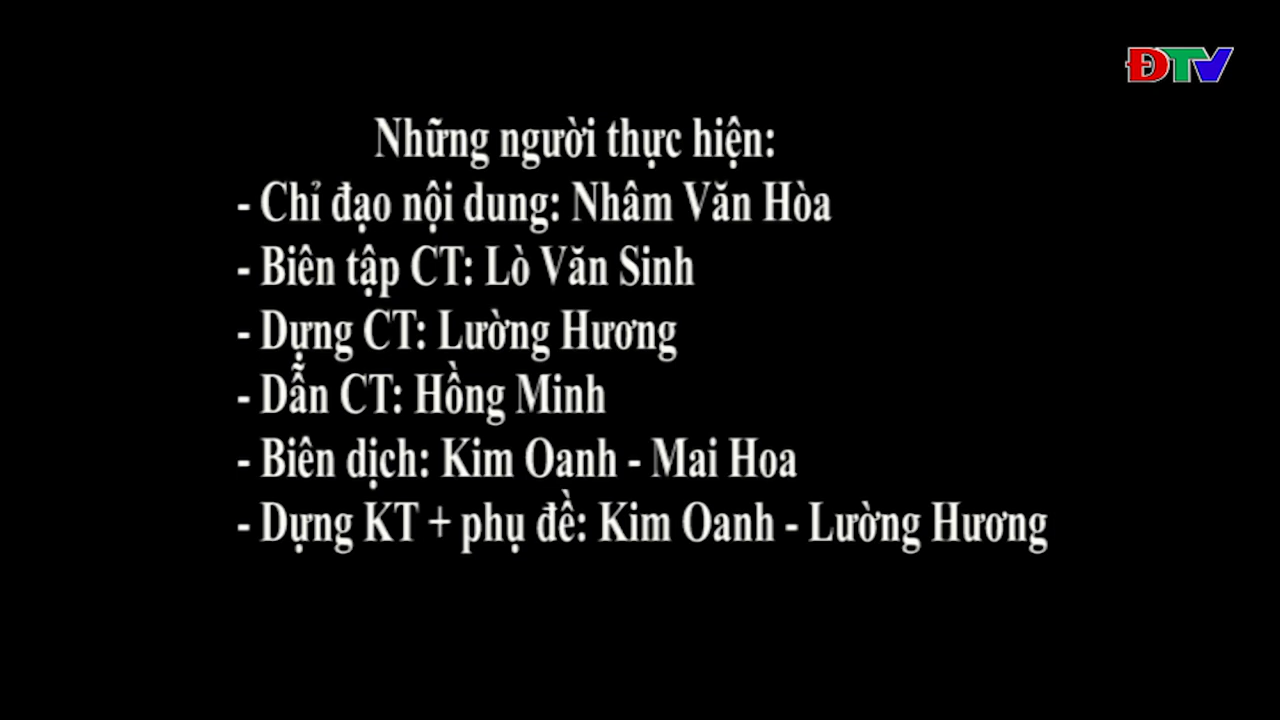 ĐTV
Những người thực hiện:
- Chỉ đạo nội dung: Nhâm Văn Hòa
- Biên tập CT: Lò Văn Sinh
- Dựng CT: Lường Hương
- Dẫn CT: Hồng Minh
- Biên dịch: Kim Oanh - Mai Hoa
- Dựng KT + phụ đề: Kim Oanh - Lường Hương